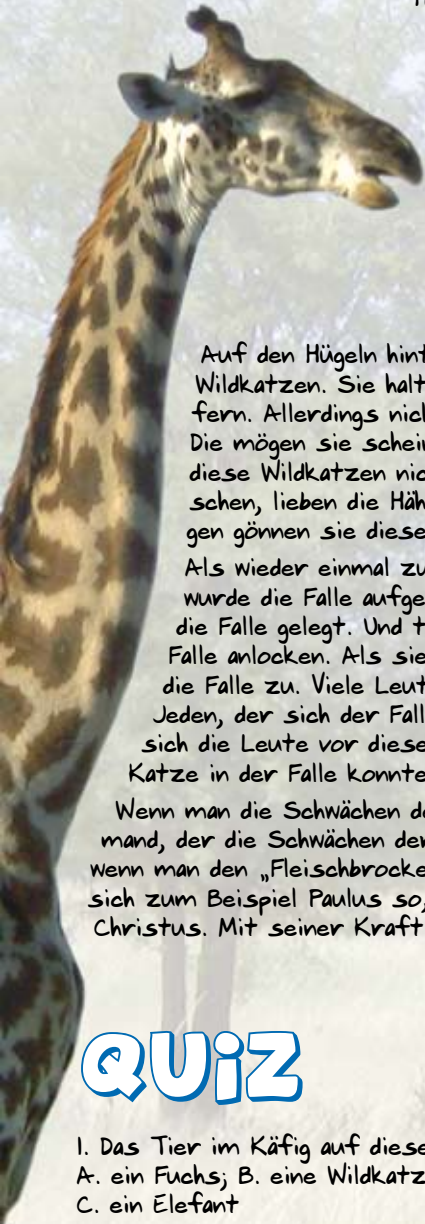 Auf den Hügeln hint
Wildkatzen. Sie halt
fern. Allerdings nic
Die mögen sie schei
diese Wildkatzen nic
schen, lieben die Häh
gen gönnen sie diese
Als wieder einmal zu
wurde die Falle aufge
die Falle gelegt. Und t
Falle anlocken. Als sie
die Falle zu. Viele Leut
Jeden, der sich der Fall
sich die Leute vor diese
Katze in der Falle konnte
Wenn man die Schwächen de
mand, der die Schwächen der
wenn man den „Fleischbrocke
sich zum Beispiel Paulus so,
Christus. Mit seiner Kraft
QUiZ
1. Das Tier im Käfig auf diese
A. ein Fuchs; B. eine Wildkatz
C. ein Elefant